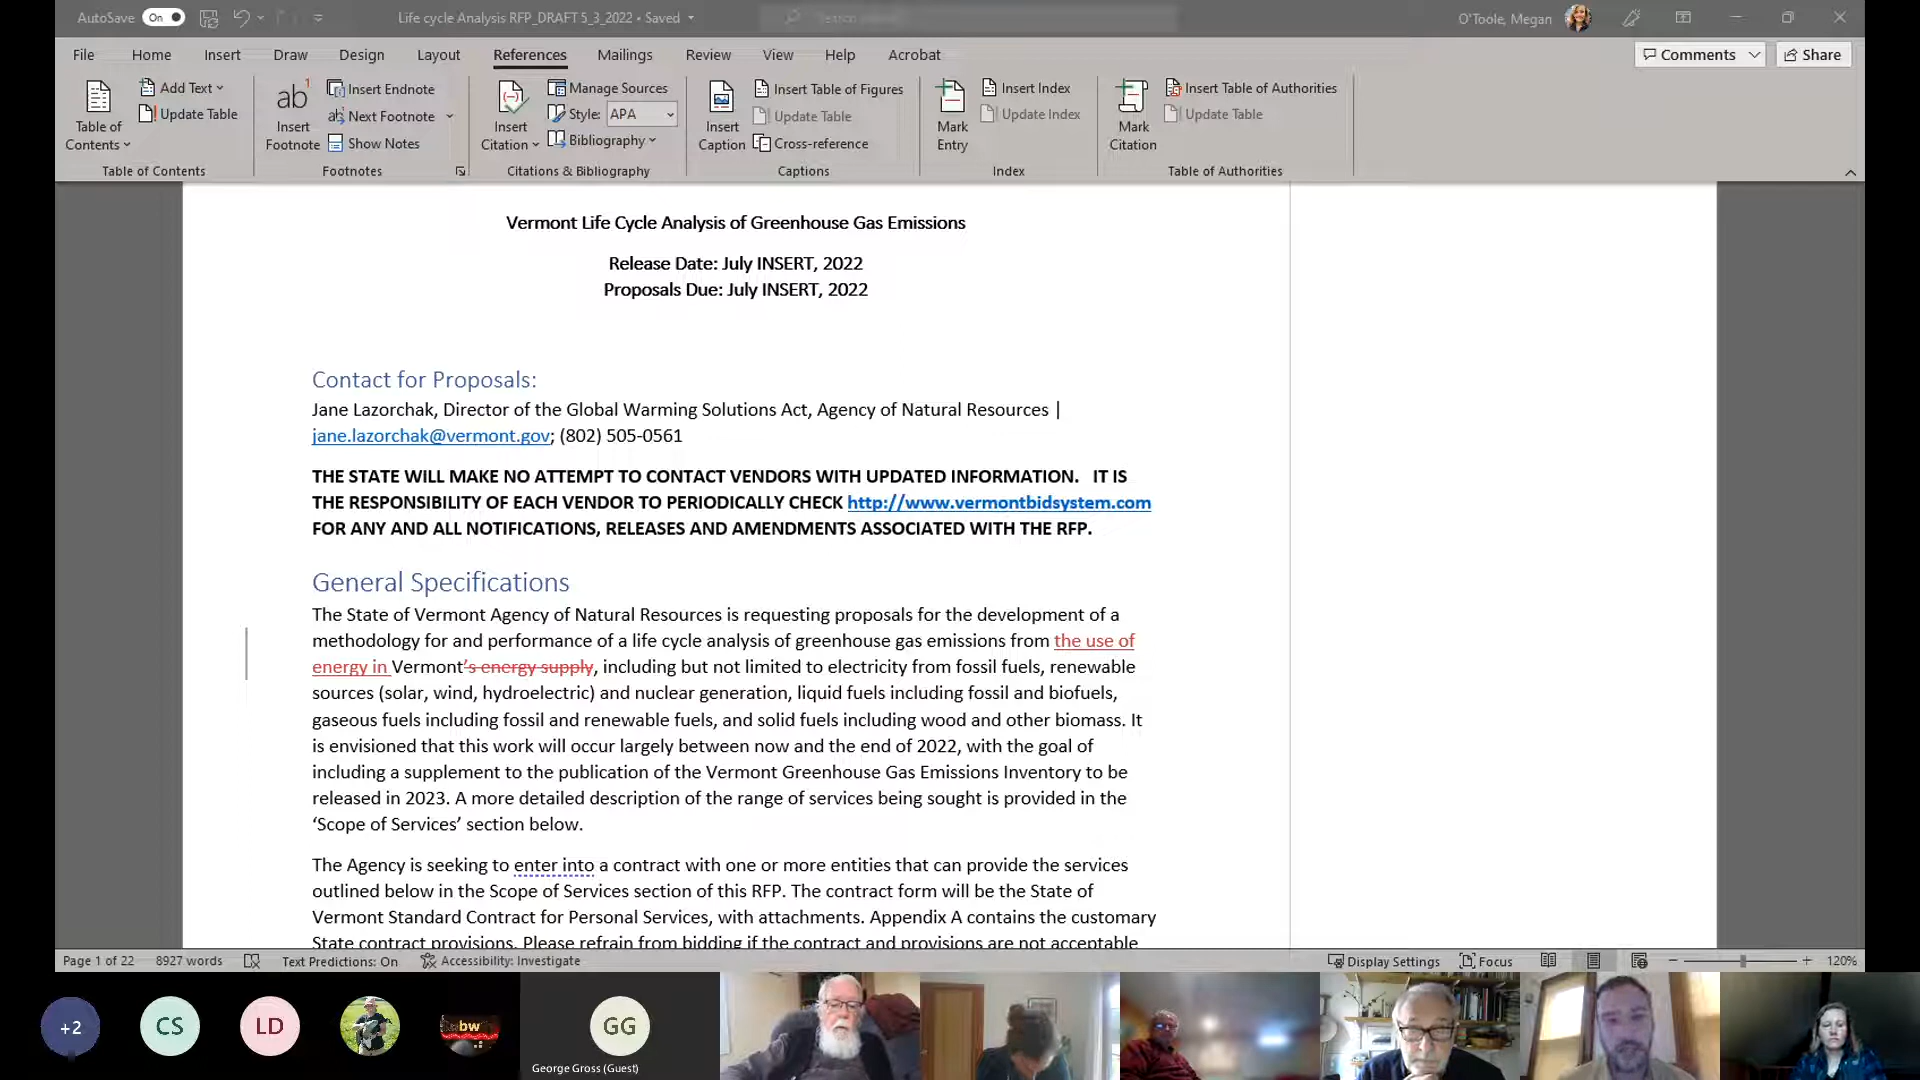 AutoSave On Life cycle Analysis RFP_DRAFT 5_3_2022 • Saved O'Toole, Megan
File Home Insert Draw Design Layout References Mailings Review View Help Acrobat Comments Share
Table of Contents
Add Text
Update Table
Table of Contents
ab 1
Insert Footnote
Insert Endnote
Next Footnote
Show Notes
Footnotes
Insert Citation
Manage Sources
Style: APA
Bibliography
Citations & Bibliography
Insert Caption
Insert Table of Figures
Update Table
Cross-reference
Captions
Mark Entry
Insert Index
Update Index
Index
Mark Citation
Insert Table of Authorities
Update Table
Table of Authorities
Vermont Life Cycle Analysis of Greenhouse Gas Emissions
Release Date: July INSERT, 2022
Proposals Due: July INSERT, 2022
Contact for Proposals:
Jane Lazorchak, Director of the Global Warming Solutions Act, Agency of Natural Resources |
jane.lazorchak@vermont.gov; (802) 505-0561
THE STATE WILL MAKE NO ATTEMPT TO CONTACT VENDORS WITH UPDATED INFORMATION. IT IS
THE RESPONSIBILITY OF EACH VENDOR TO PERIODICALLY CHECK http://www.vermontbidsystem.com
FOR ANY AND ALL NOTIFICATIONS, RELEASES AND AMENDMENTS ASSOCIATED WITH THE RFP.
General Specifications
The State of Vermont Agency of Natural Resources is requesting proposals for the development of a
methodology for and performance of a life cycle analysis of greenhouse gas emissions from the use of
energy in Vermont's energy supply, including but not limited to electricity from fossil fuels, renewable
sources (solar, wind, hydroelectric) and nuclear generation, liquid fuels including fossil and biofuels,
gaseous fuels including fossil and renewable fuels, and solid fuels including wood and other biomass. It
is envisioned that this work will occur largely between now and the end of 2022, with the goal of
including a supplement to the publication of the Vermont Greenhouse Gas Emissions Inventory to be
released in 2023. A more detailed description of the range of services being sought is provided in the
‘Scope of Services’ section below.
The Agency is seeking to enter into a contract with one or more entities that can provide the services
outlined below in the Scope of Services section of this RFP. The contract form will be the State of
Vermont Standard Contract for Personal Services, with attachments. Appendix A contains the customary
State contract provisions. Please refrain from bidding if the contract and provisions are not acceptable
Page 1 of 22 8927 words Text Predictions: On Accessibility: Investigate Display Settings Focus 120%
+2 CS LD bw GG
George Gross (Guest)